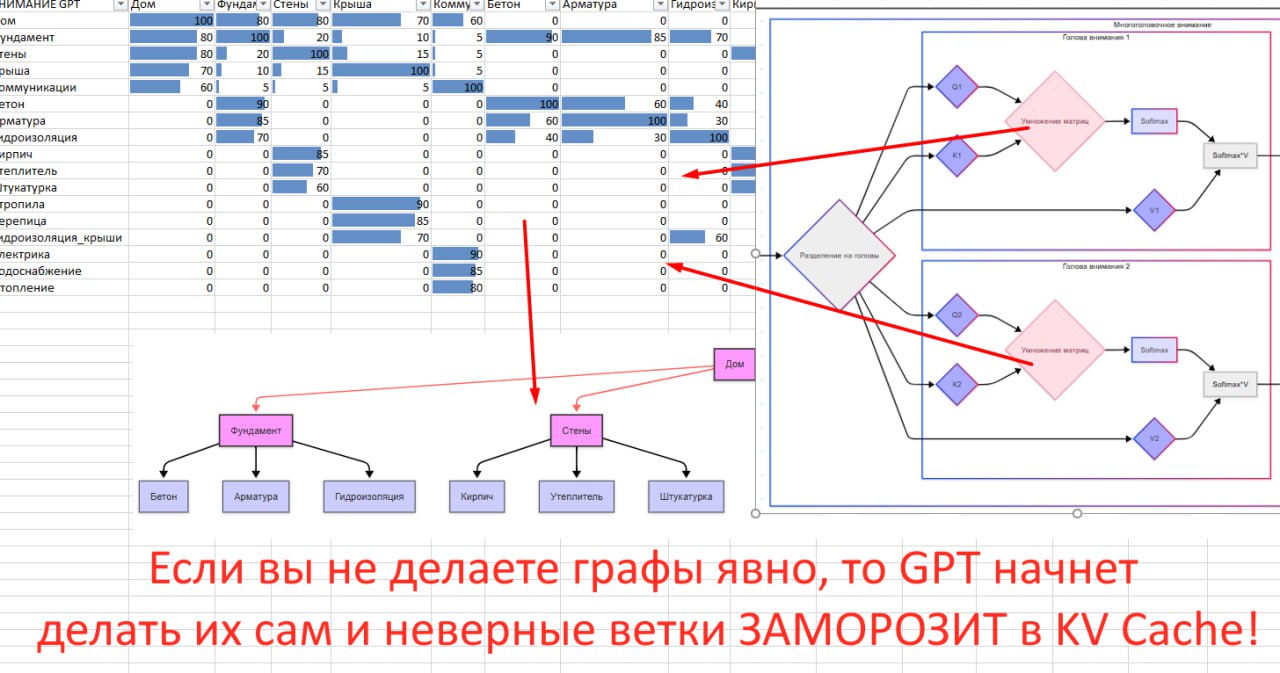 НИМАНИЕ GPT Дом Фундам Стены Крыша Комму Бетон Арматура Гидроиз Кир
ом 100 80 80 70 60 0 0 0
ундамент 80 100 20 10 5 90 85 70
тены 80 20 100 15 5 0 0 0
рыша 70 10 15 100 5 0 0 0
оммуникации 60 5 5 5 100 0 0 0
етон 0 90 0 0 0 100 60 40
рматура 0 85 0 0 0 60 100 30
идроизоляция 0 70 0 0 0 40 30 100
ирпич 0 0 85 0 0 0 0 0
теплитель 0 0 70 0 0 0 0 0
тукатурка 0 0 60 0 0 0 0 0
тропила 0 0 0 90 0 0 0 0
ерепица 0 0 0 85 0 0 0 0
идроизоляция_крыши 0 0 0 70 0 0 0 60
лектрика 0 0 0 0 90 0 0 0
одоснабжение 0 0 0 0 85 0 0 0
топление 0 0 0 0 80 0 0 0
Многоголовочное внимание
Голова внимания 1
Q1
Умножение матриц
Softmax
K1
Softmax*V
V1
Разделение на головы
Голова внимания 2
Q2
Умножение матриц
Softmax
K2
Softmax*V
V2
Дом
Фундамент
Стены
Бетон
Арматура
Гидроизоляция
Кирпич
Утеплитель
Штукатурка
Если вы не делаете графы явно, то GPT начнет
делать их сам и неверные ветки ЗАМОРОЗИТ в KV Cache!